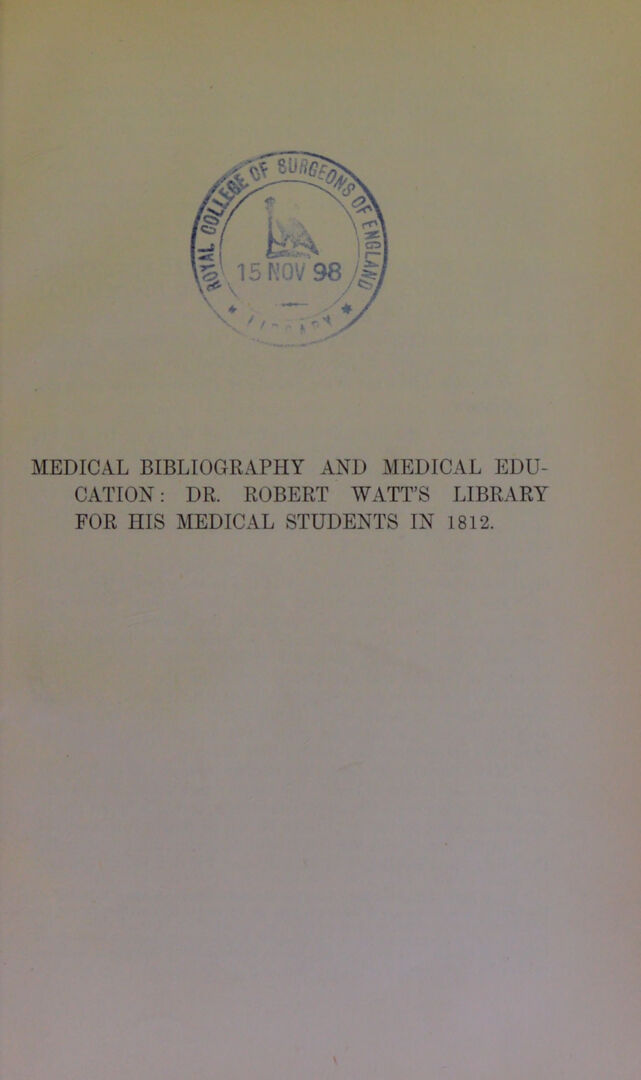 ROYAL COLLEGE OF SURGEONS OF ENGLAND
15 NOV 98
* LIBRARY *
MEDICAL BIBLIOGRAPHY AND MEDICAL EDU-
CATION: DR. ROBERT WATT'S LIBRARY
FOR HIS MEDICAL STUDENTS IN 1812.